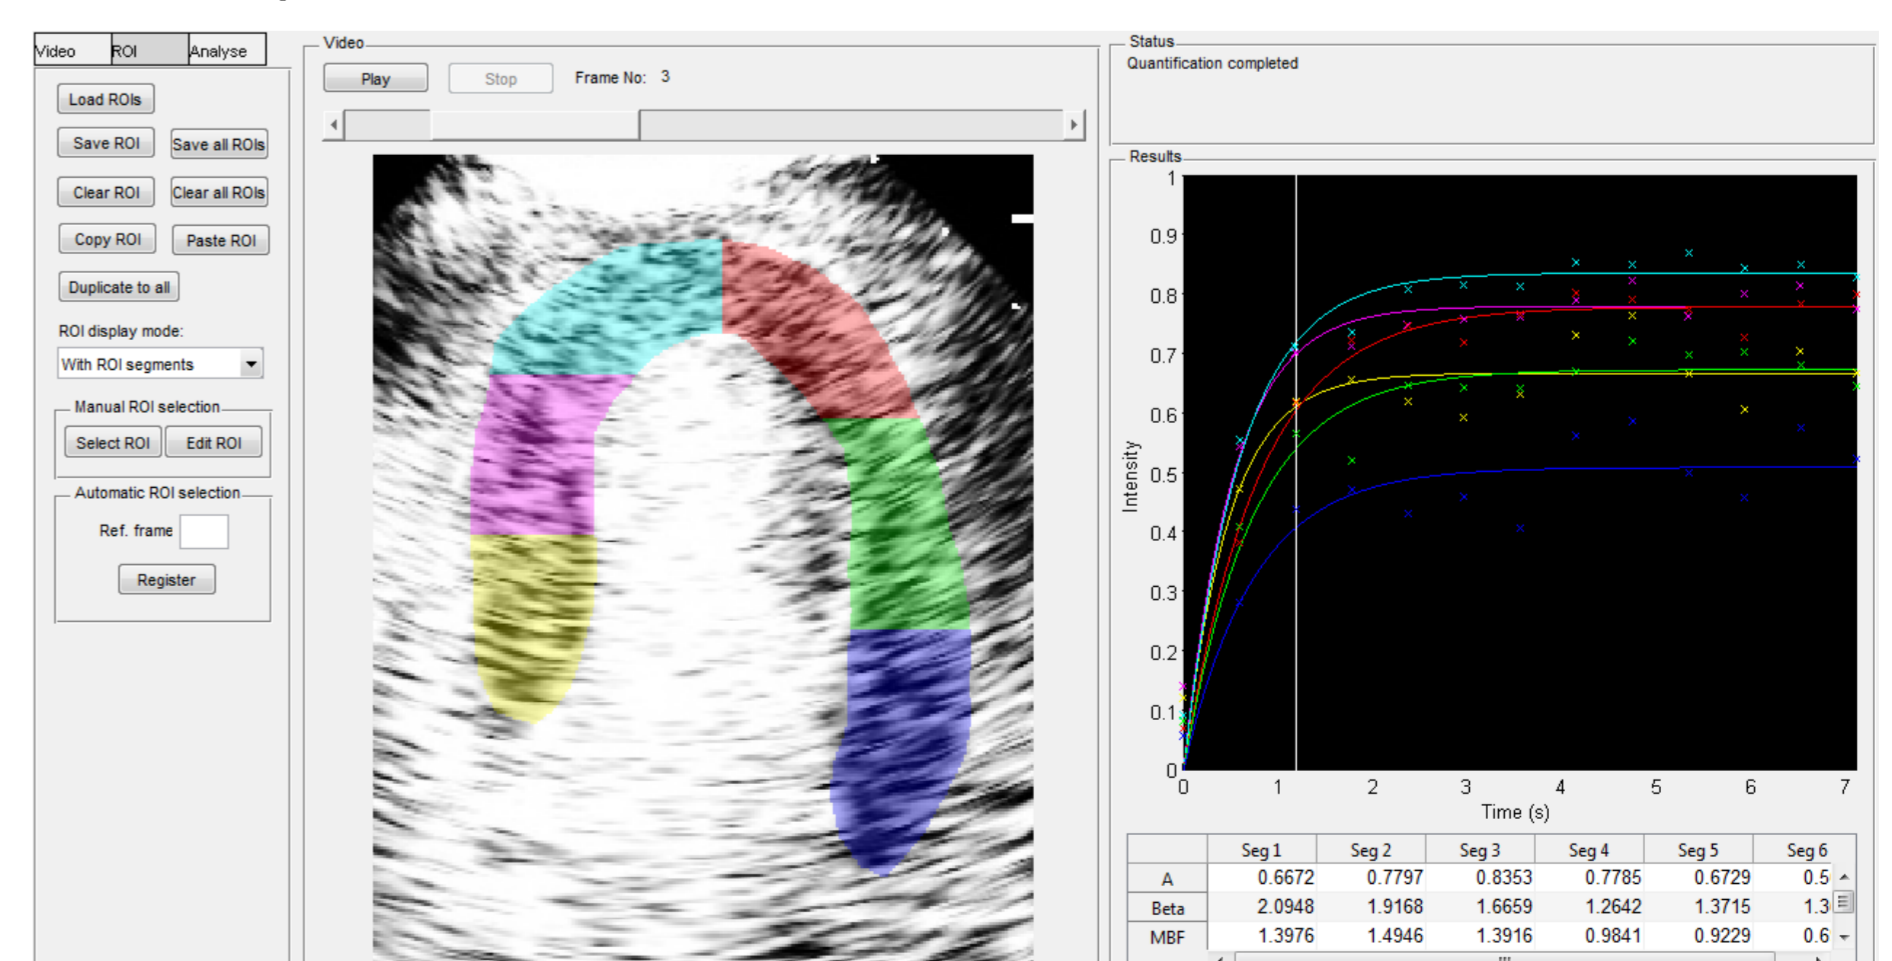 Video ROI Analyse
Load ROIs
Save ROI Save all ROIs
Clear ROI Clear all ROIs
Copy ROI Paste ROI
Duplicate to all
ROI display mode:
With ROI segments
Manual ROI selection
Select ROI Edit ROI
Automatic ROI selection
Ref. frame
Register
Video
Play Stop Frame No: 3
Status
Quantification completed
Results
1
0.9
0.8
0.7
0.6
0.5
0.4
0.3
0.2
0.1
0
Intensity
0 1 2 3 4 5 6 7
Time (s)
Seg 1 Seg 2 Seg 3 Seg 4 Seg 5 Seg 6
A 0.6672 0.7797 0.8353 0.7785 0.6729 0.5
Beta 2.0948 1.9168 1.6659 1.2642 1.3715 1.3
MBF 1.3976 1.4946 1.3916 0.9841 0.9229 0.6